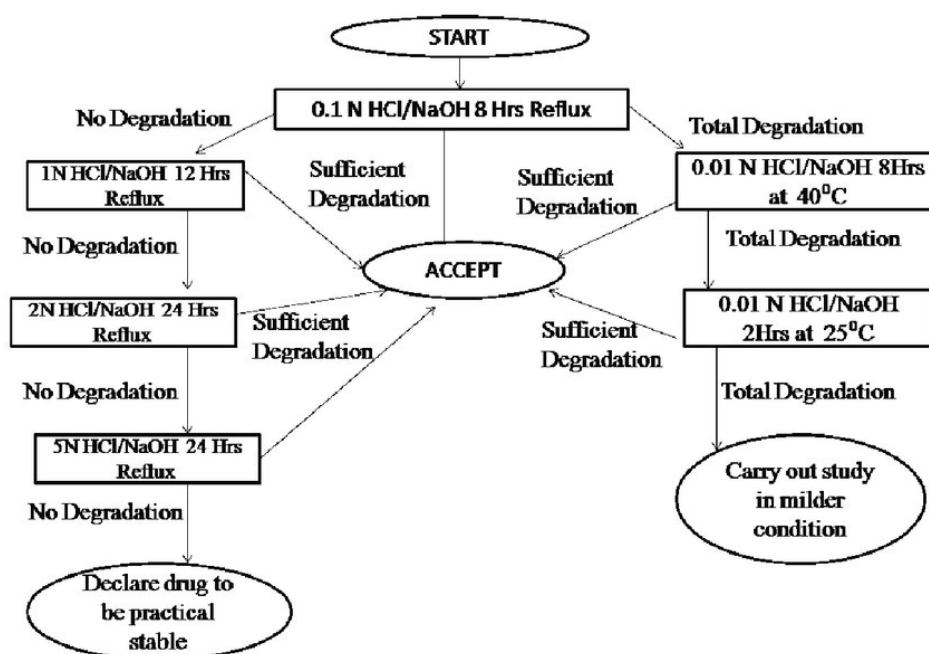 START
0.1 N HCl/NaOH 8 Hrs Reflux
No Degradation
Total Degradation
1N HCl/NaOH 12 Hrs
Reflux
Sufficient
Degradation
Sufficient
Degradation
0.01 N HCl/NaOH 8Hrs
at 40⁰C
No Degradation
Total Degradation
ACCEPT
2N HCl/NaOH 24 Hrs
Reflux
Sufficient
Degradation
Sufficient
Degradation
0.01 N HCl/NaOH
2Hrs at 25⁰C
No Degradation
Total Degradation
5N HCl/NaOH 24 Hrs
Reflux
Carry out study
in milder
condition
No Degradation
Declare drug to
be practical
stable